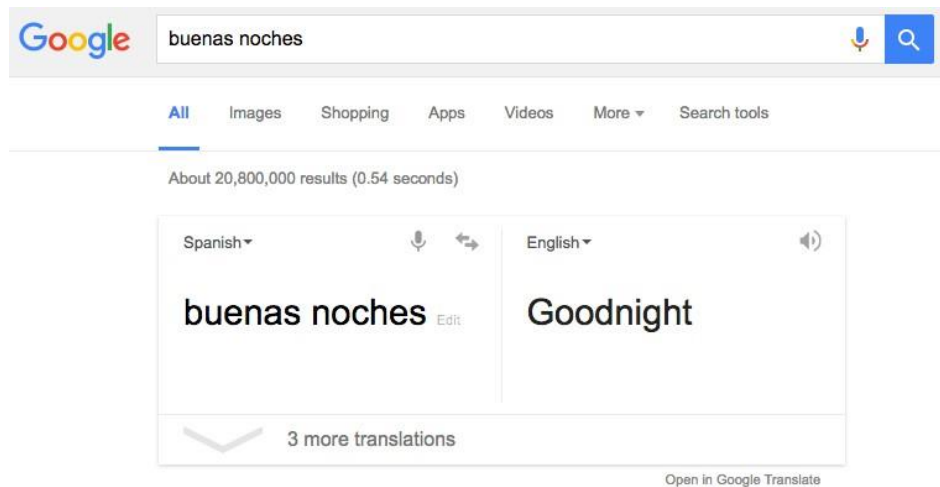 Google buenas noches
All Images Shopping Apps Videos More Search tools
About 20,800,000 results (0.54 seconds)
Spanish English
buenas noches Edit Goodnight
3 more translations
Open in Google Translate